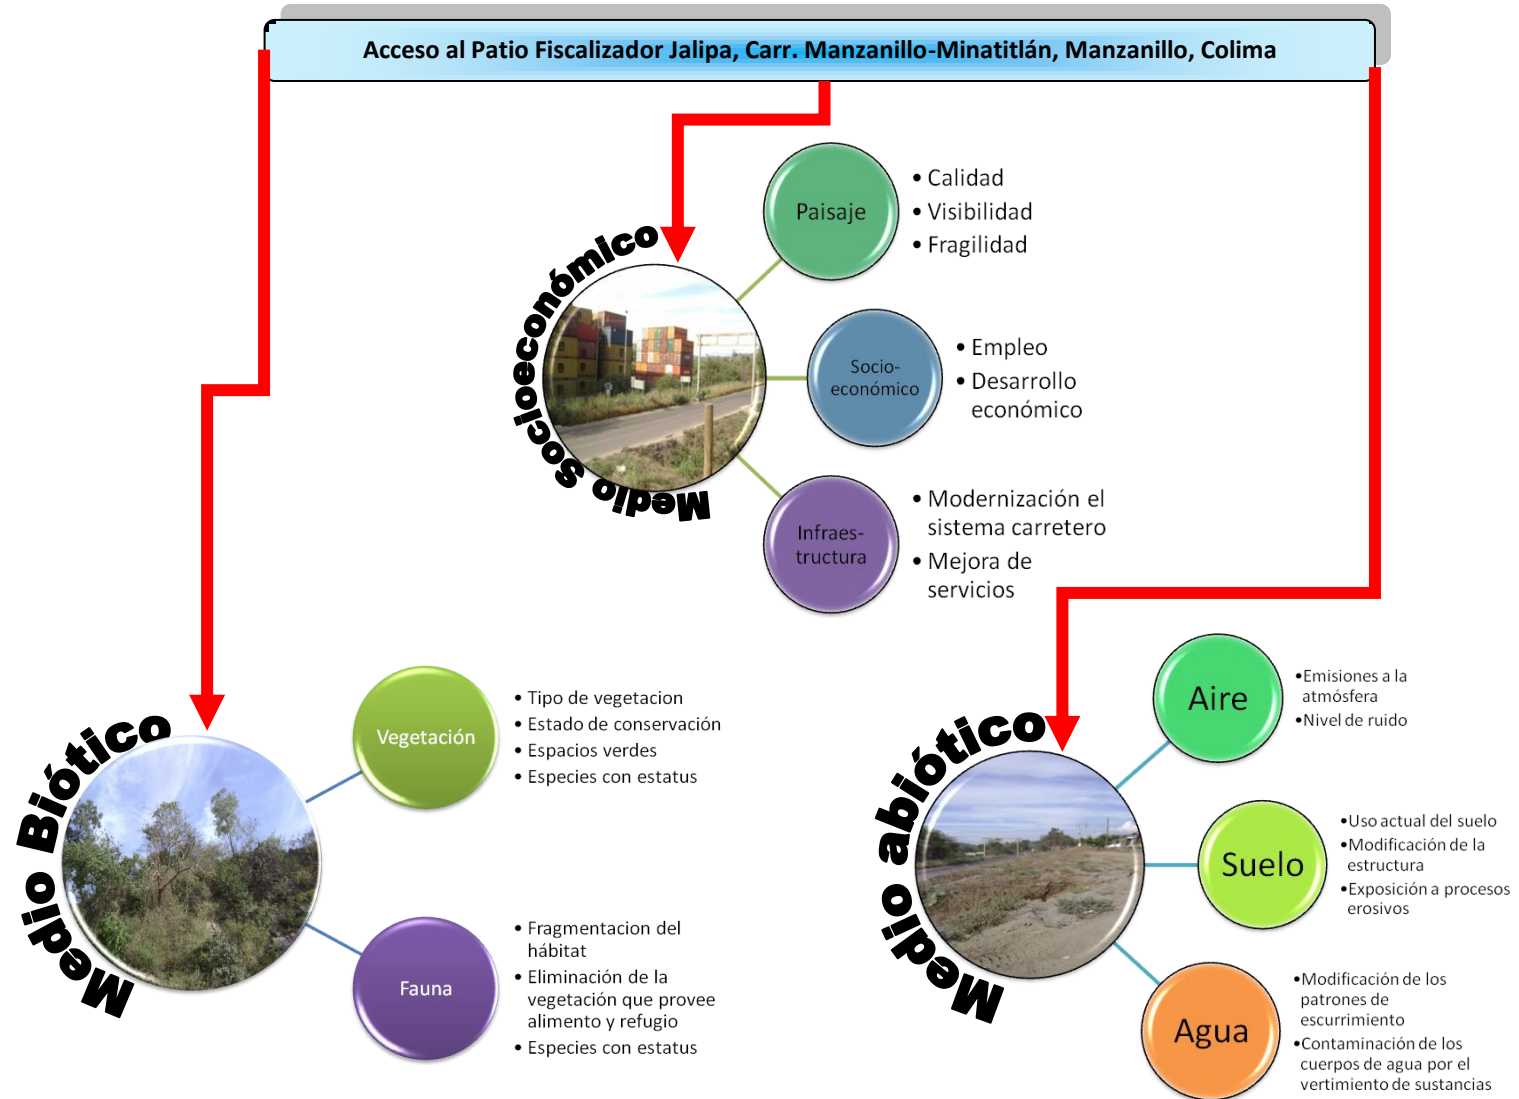 Acceso al Patio Fiscalizador Jalipa, Carr. Manzanillo-Minatitlán, Manzanillo, Colima
Medio Socioeconómico
Paisaje
• Calidad
• Visibilidad
• Fragilidad
Socio-
económico
• Empleo
• Desarrollo
económico
Infraes-
tructura
• Modernización el
sistema carretero
• Mejora de
servicios
Medio Biótico
Vegetación
• Tipo de vegetacion
• Estado de conservación
• Espacios verdes
• Especies con estatus
Fauna
• Fragmentacion del
hábitat
• Eliminación de la
vegetación que provee
alimento y refugio
• Especies con estatus
Medio abiótico
Aire
•Emisiones a la
atmósfera
•Nivel de ruido
Suelo
•Uso actual del suelo
•Modificación de la
estructura
•Exposición a procesos
erosivos
Agua
•Modificación de los
patrones de
escurrimiento
•Contaminación de los
cuerpos de agua por el
vertimiento de sustancias